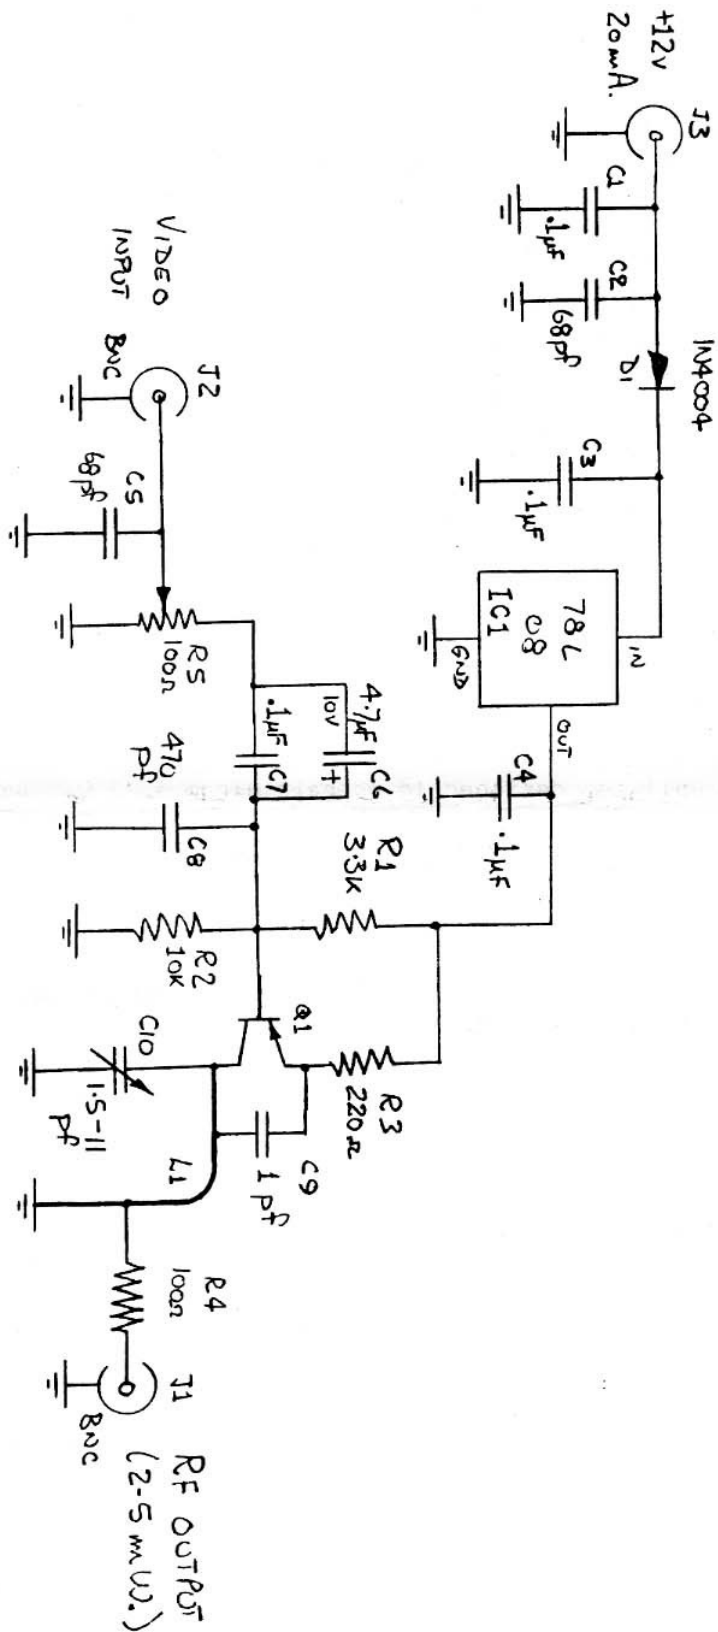 +12v
20mA.
J3
C1
.1µF
C2
68pf
1N4004
D1
C3
.1µF
78L
08
IC1
IN
GND
OUT
C4
.1µF
VIDEO
INPUT
J2
BNC
C5
68pf
R5
100Ω
4.7µF
10V
+
C6
.1µF
C7
470
pf
C8
R1
3.3K
R2
10K
Q1
R3
220Ω
C9
1pf
C10
1.5-11
pf
L1
R4
100Ω
J1
BNC
RF OUTPUT
(2-5mW.)